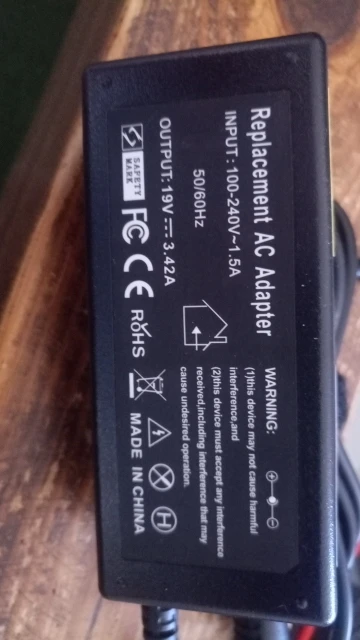 Replacement AC Adapter
INPUT: 100-240V~1.5A
50/60Hz
OUTPUT: 19V 3.42A
SAFETY
MARK
FC CE RoHS
MADE IN CHINA
WARNING:
(1)this device may not cause harmful
interference,and
(2)this device must accept any interference
received,including interference that may
cause undesired operation.
H